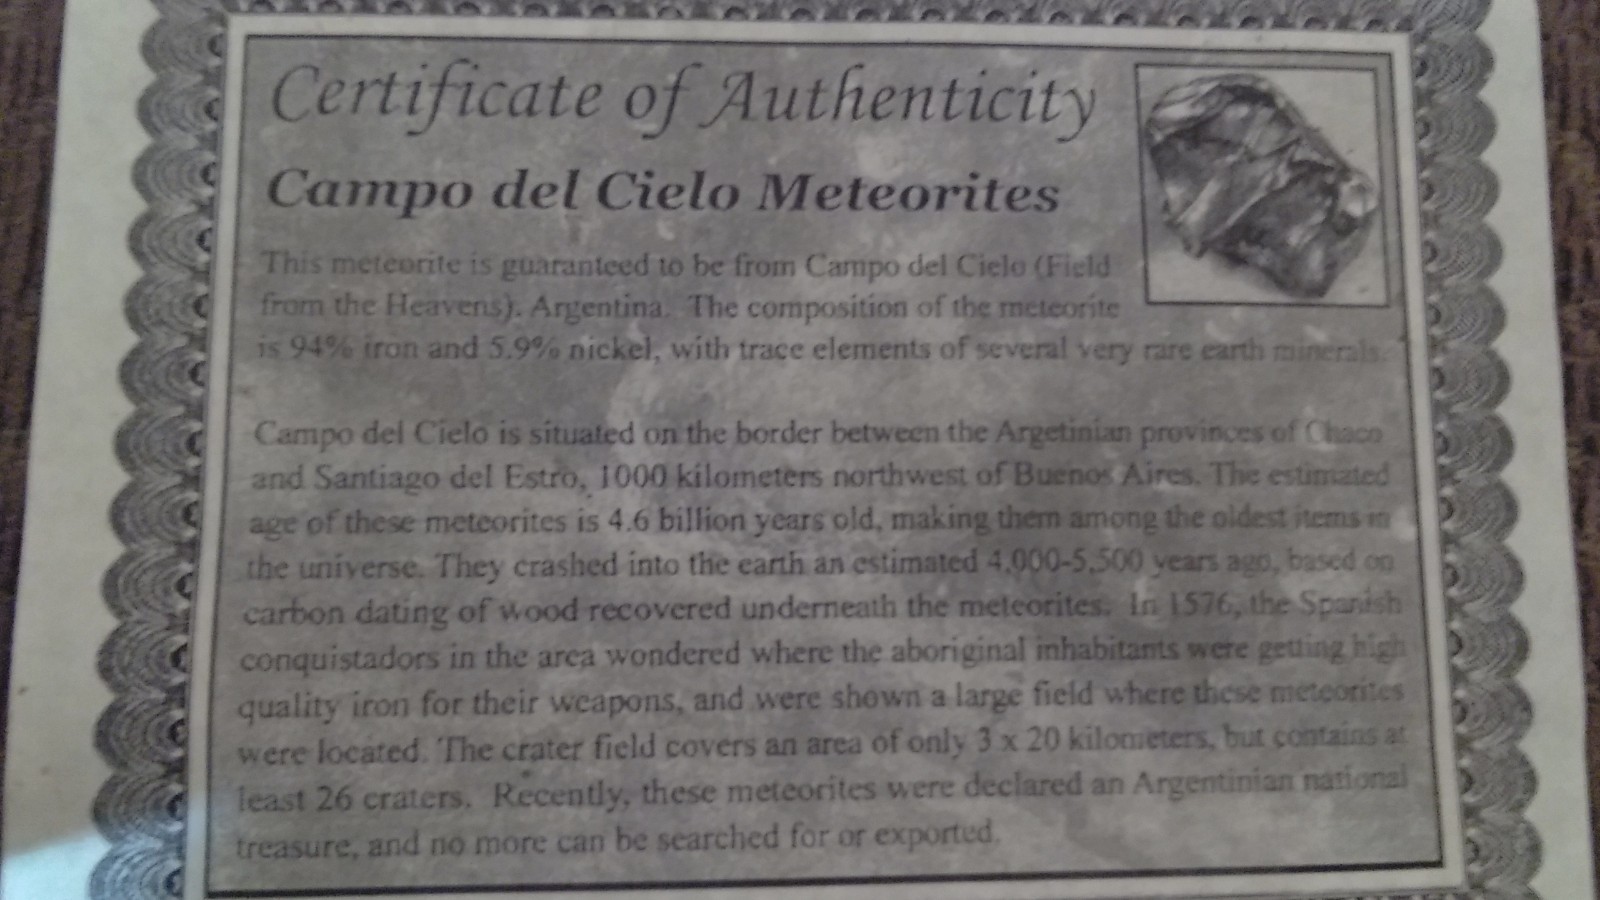 Certificate of Authenticity
Campo del Cielo Meteorites
This meteorite is guaranteed to be from Campo del Cielo (Field
from the Heavens), Argentina. The composition of the meteorite
is 94% iron and 5.9% nickel, with trace elements of several very rare earth minerals.
Campo del Cielo is situated on the border between the Argetinian provinces of Chaco
and Santiago del Estro, 1000 kilometers northwest of Buenos Aires. The estimated
age of these meteorites is 4.6 billion years old, making them among the oldest items in
the universe. They crashed into the earth an estimated 4,000-5,500 years ago, based on
carbon dating of wood recovered underneath the meteorites. In 1576, the Spanish
conquistadors in the area wondered where the aboriginal inhabitants were getting high
quality iron for their weapons, and were shown a large field where these meteorites
were located. The crater field covers an area of only 3 x 20 kilometers, but contains at
least 26 craters. Recently, these meteorites were declared an Argentinian national
treasure, and no more can be searched for or exported.